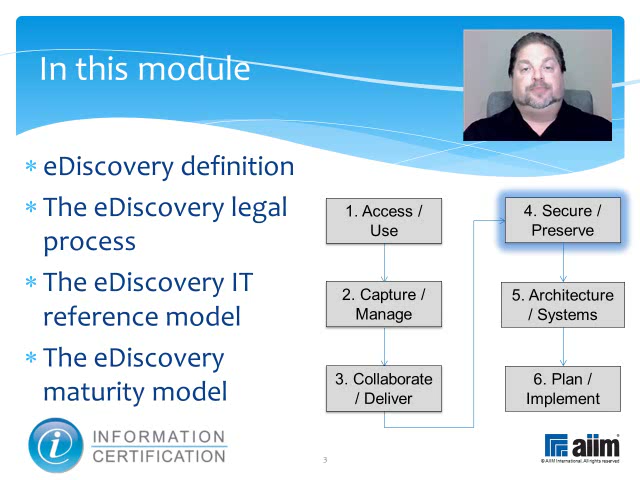 In this module
* eDiscovery definition
* The eDiscovery legal
process
* The eDiscovery IT
reference model
* The eDiscovery
maturity model
1. Access /
Use
2. Capture /
Manage
3. Collaborate
/ Deliver
4. Secure /
Preserve
5. Architecture
/ Systems
6. Plan /
Implement
i
INFORMATION
CERTIFICATION
3
aiim
© AIIM International. All rights reserved